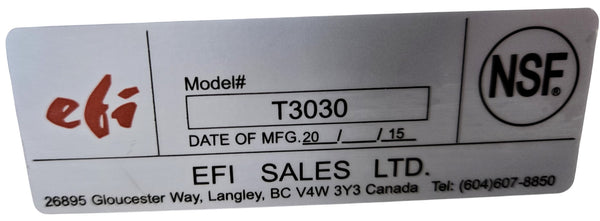 efi
Model#
T3030
DATE OF MFG. 20 / /15
NSF®
EFI SALES LTD.
26895 Gloucester Way, Langley, BC V4W 3Y3 Canada Tel: (604)607-8850